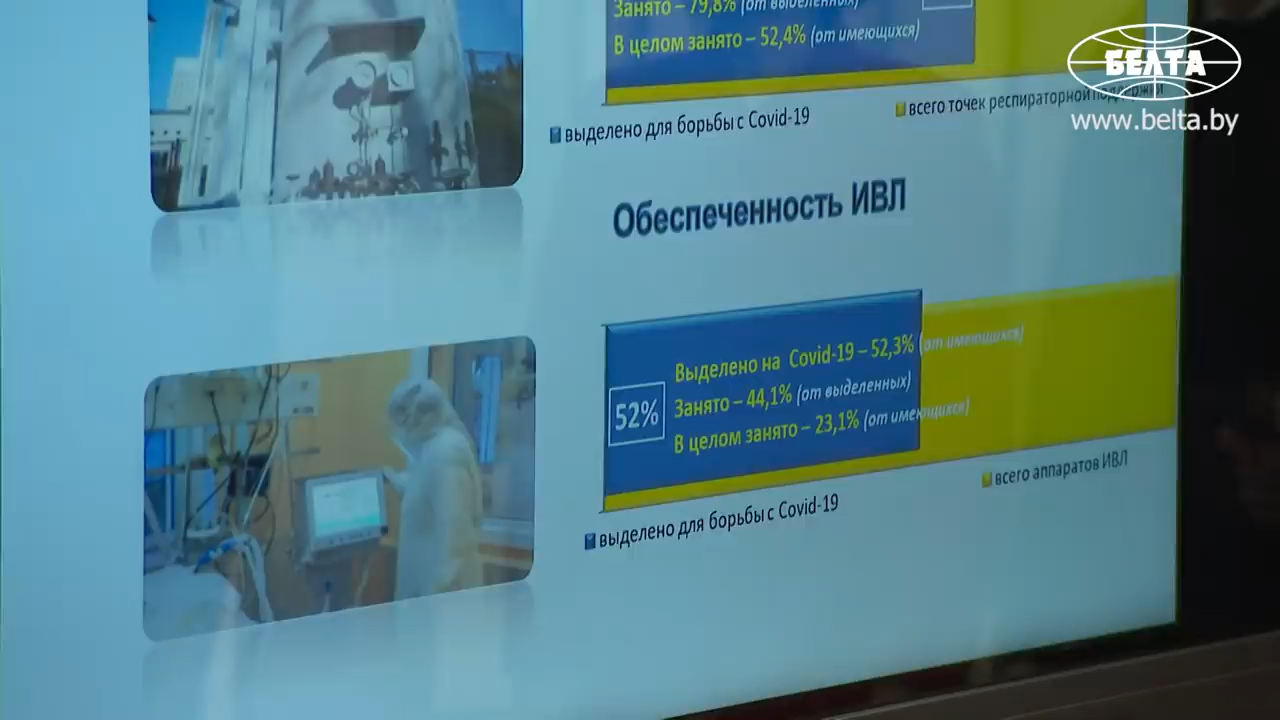 Занято – 79,8% (от выделенных)
В целом занято – 52,4% (от имеющихся)
БЕЛТА
www.belta.by
выделено для борьбы с Covid-19
всего точек респираторной поддержки
Обеспеченность ИВЛ
52%
Выделено на Covid-19 – 52,3% (от имеющихся)
Занято – 44,1% (от выделенных)
В целом занято – 23,1% (от имеющихся)
всего аппаратов ИВЛ
выделено для борьбы с Covid-19